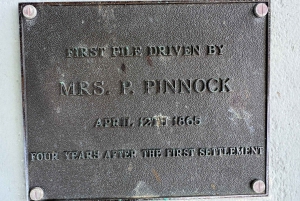 FIRST PILE DRIVEN BY
MRS. P. PINNOCK
APRIL 12TH 1865
FOUR YEARS AFTER THE FIRST SETTLEMENT